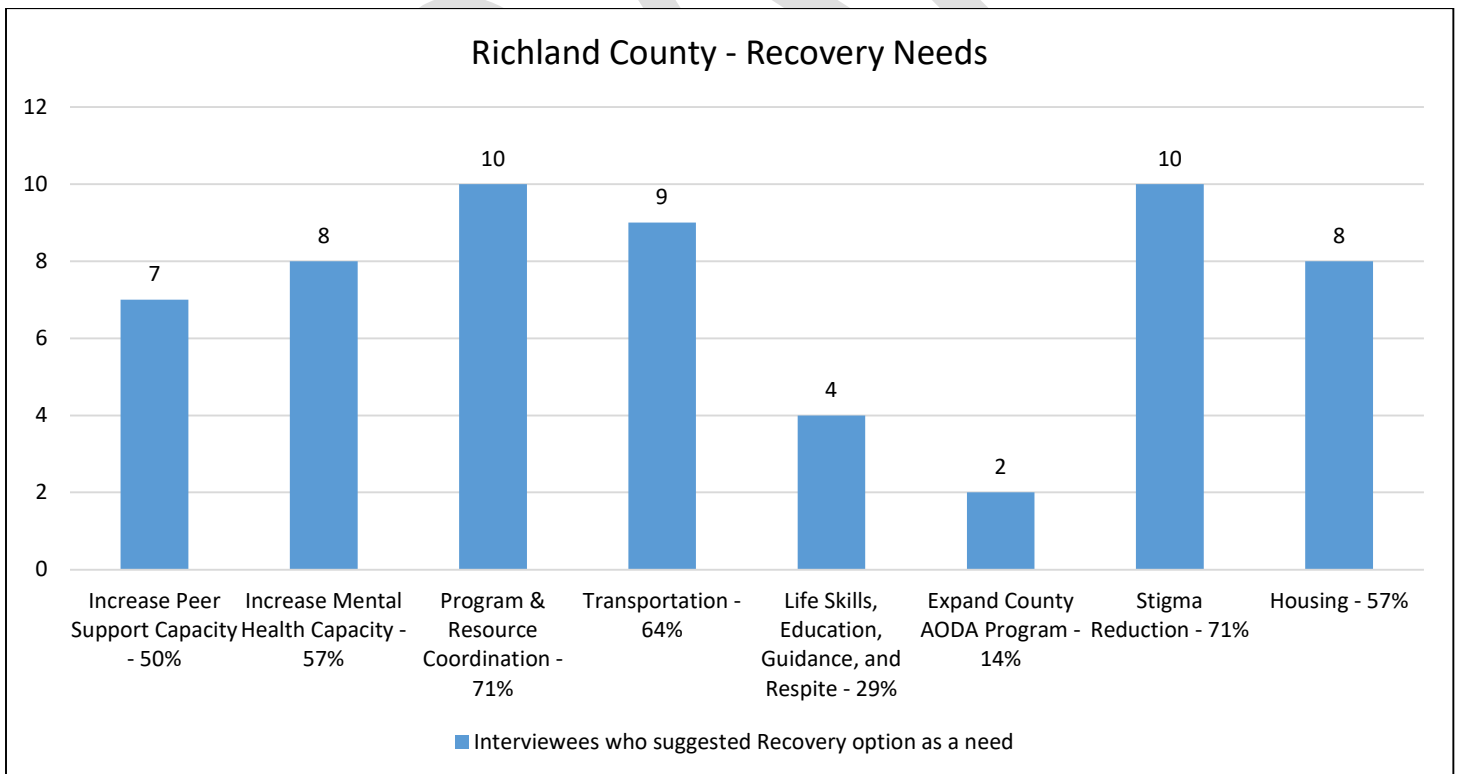 Richland County - Recovery Needs
12
10
8
6
4
2
0
7
8
10
9
4
2
10
8
Increase Peer
Support Capacity
- 50%
Increase Mental
Health Capacity -
57%
Program &
Resource
Coordination -
71%
Transportation -
64%
Life Skills,
Education,
Guidance, and
Respite - 29%
Expand County
AODA Program -
14%
Stigma
Reduction - 71%
Housing - 57%
Interviewees who suggested Recovery option as a need